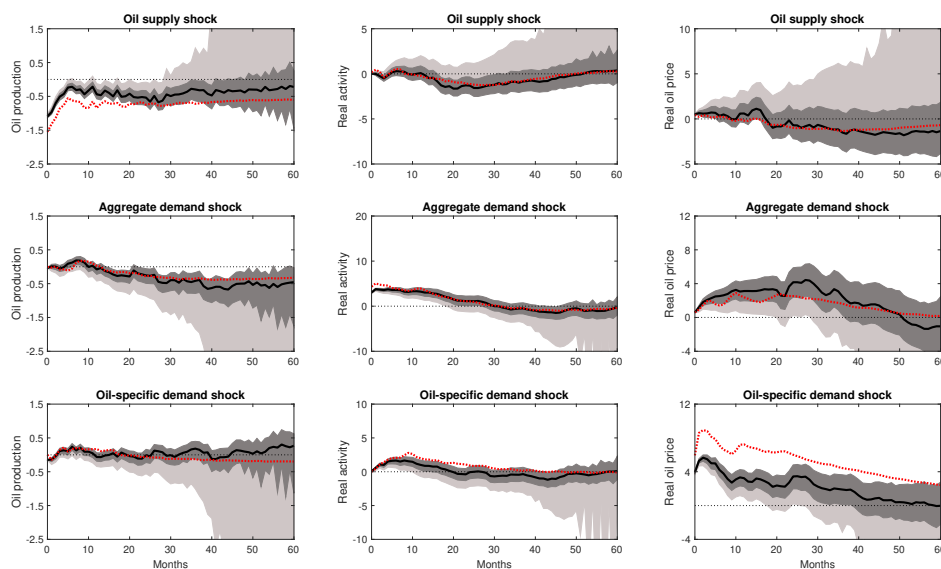 Oil supply shock
Oil production
1.5
0.5
-0.5
-1.5
-2.5
0 10 20 30 40 50 60
Oil supply shock
Real activity
5
0
-5
-10
0 10 20 30 40 50 60
Oil supply shock
Real oil price
10
5
0
-5
0 10 20 30 40 50 60
Aggregate demand shock
Oil production
1.5
0.5
-0.5
-1.5
-2.5
0 10 20 30 40 50 60
Aggregate demand shock
Real activity
20
10
0
-10
0 10 20 30 40 50 60
Aggregate demand shock
Real oil price
12
8
4
0
-4
0 10 20 30 40 50 60
Oil-specific demand shock
Oil production
1.5
0.5
-0.5
-1.5
-2.5
0 10 20 30 40 50 60
Months
Oil-specific demand shock
Real activity
10
5
0
-5
-10
0 10 20 30 40 50 60
Months
Oil-specific demand shock
Real oil price
12
8
4
0
-4
0 10 20 30 40 50 60
Months